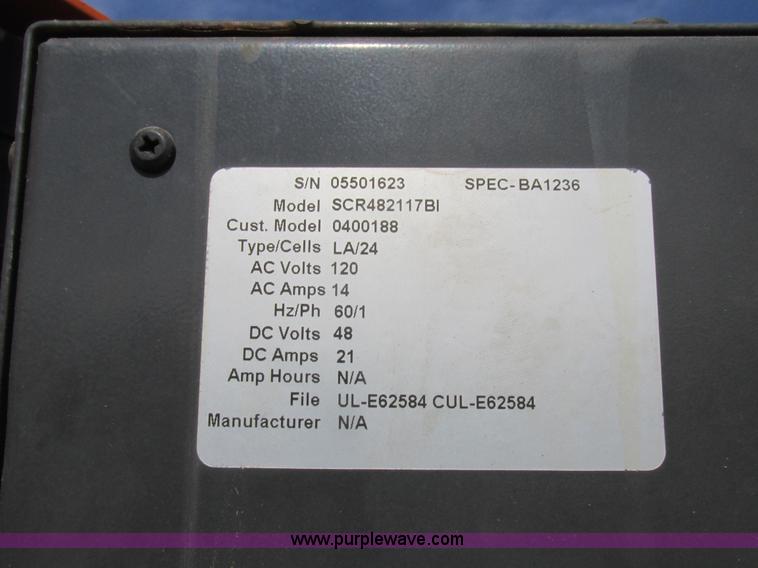 S/N 05501623 SPEC-BA1236
Model SCR482117BI
Cust. Model 0400188
Type/Cells LA/24
AC Volts 120
AC Amps 14
Hz/Ph 60/1
DC Volts 48
DC Amps 21
Amp Hours N/A
File UL-E62584 CUL-E62584
Manufacturer N/A
www.purplewave.com